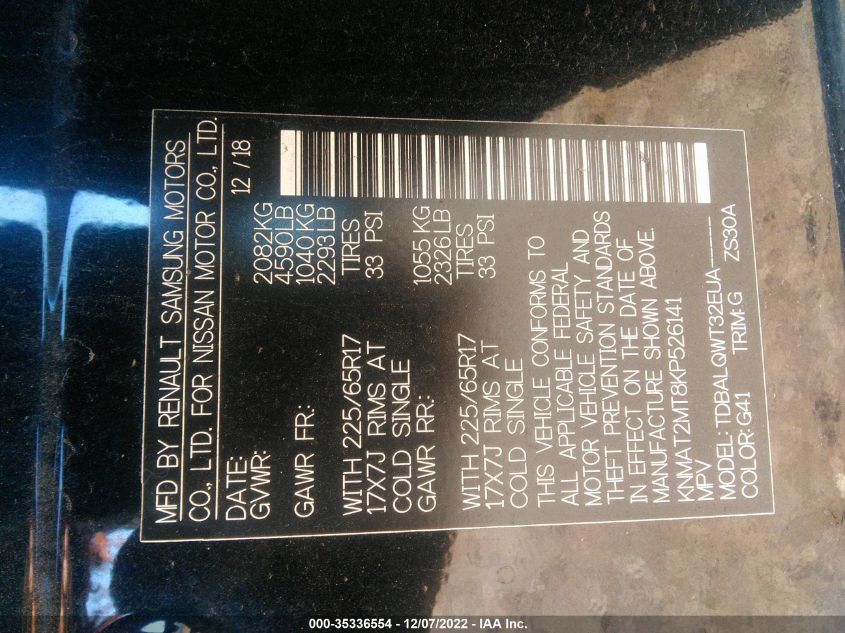 MFD BY RENAULT SAMSUNG MOTORS
CO., LTD. FOR NISSAN MOTOR CO., LTD.
DATE: 12 / 18
GVWR: 2082KG
4590LB
GAWR FR: 1040KG
2293LB
WITH 225/65R17 TIRES
17X7J RIMS AT 33 PSI
COLD SINGLE
GAWR RR: 1055 KG
2326LB
WITH 225/65R17 TIRES
17X7J RIMS AT 33 PSI
COLD SINGLE
THIS VEHICLE CONFORMS TO
ALL APPLICABLE FEDERAL
MOTOR VEHICLE SAFETY AND
THEFT PREVENTION STANDARDS
IN EFFECT ON THE DATE OF
MANUFACTURE SHOWN ABOVE.
KNMAT2MT8KP526141
MPV
MODEL: TDBALQWT32EUA-----
COLOR: G41 TRIM:G ZS30A
000-35336554 - 12/07/2022 - IAA Inc.